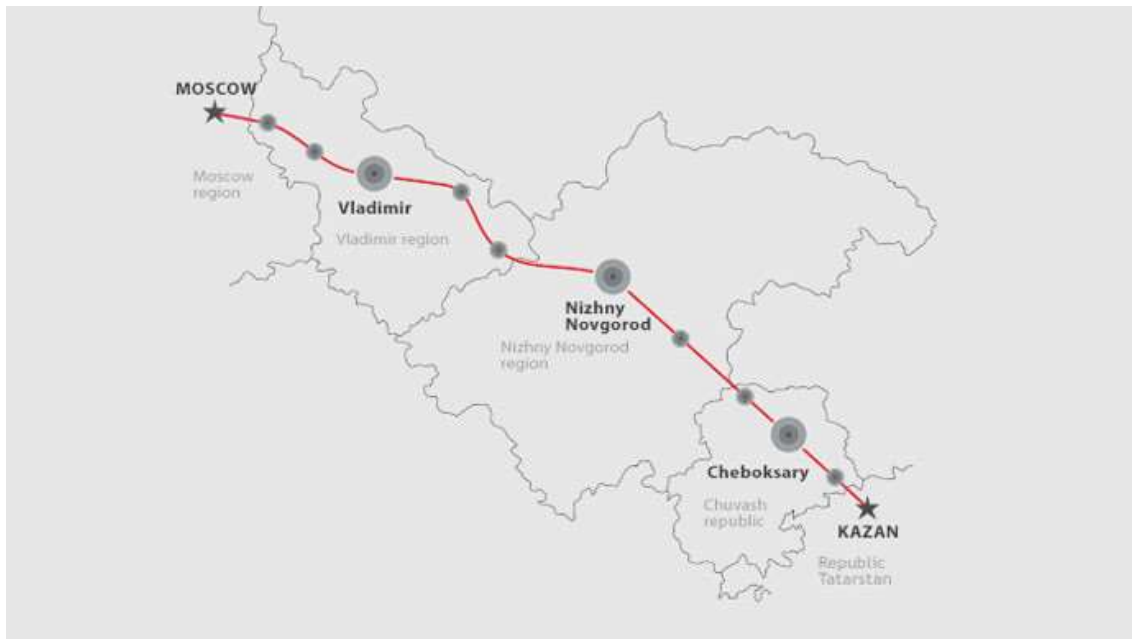 MOSCOW
Moscow
region
Vladimir
Vladimir region
Nizhny
Novgorod
Nizhny Novgorod
region
Cheboksary
Chuvash
republic
KAZAN
Republic
Tatarstan